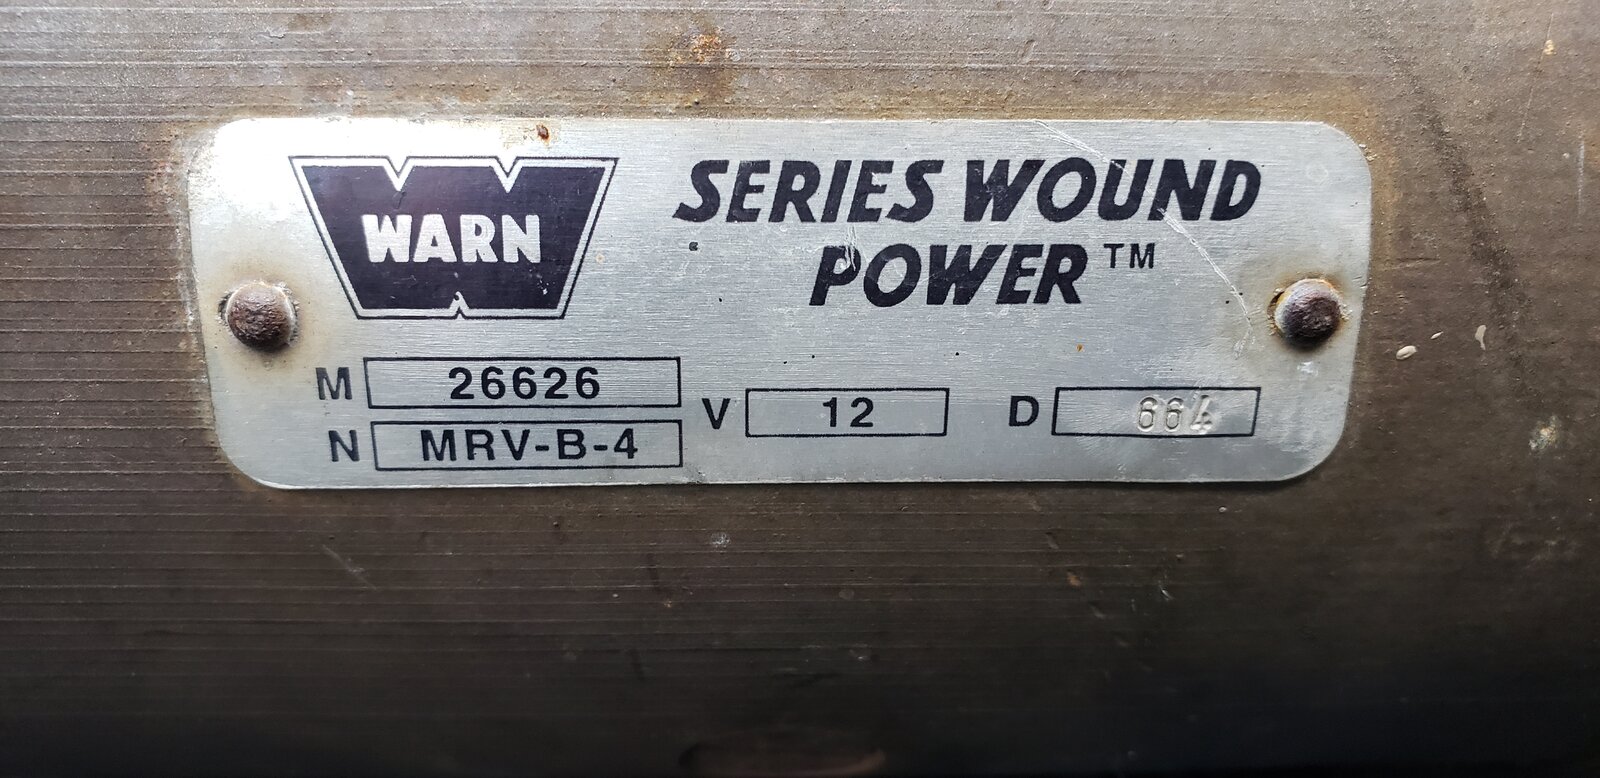 WARN
SERIES WOUND
POWER™
M 26626
N MRV-B-4
V 12
D 664